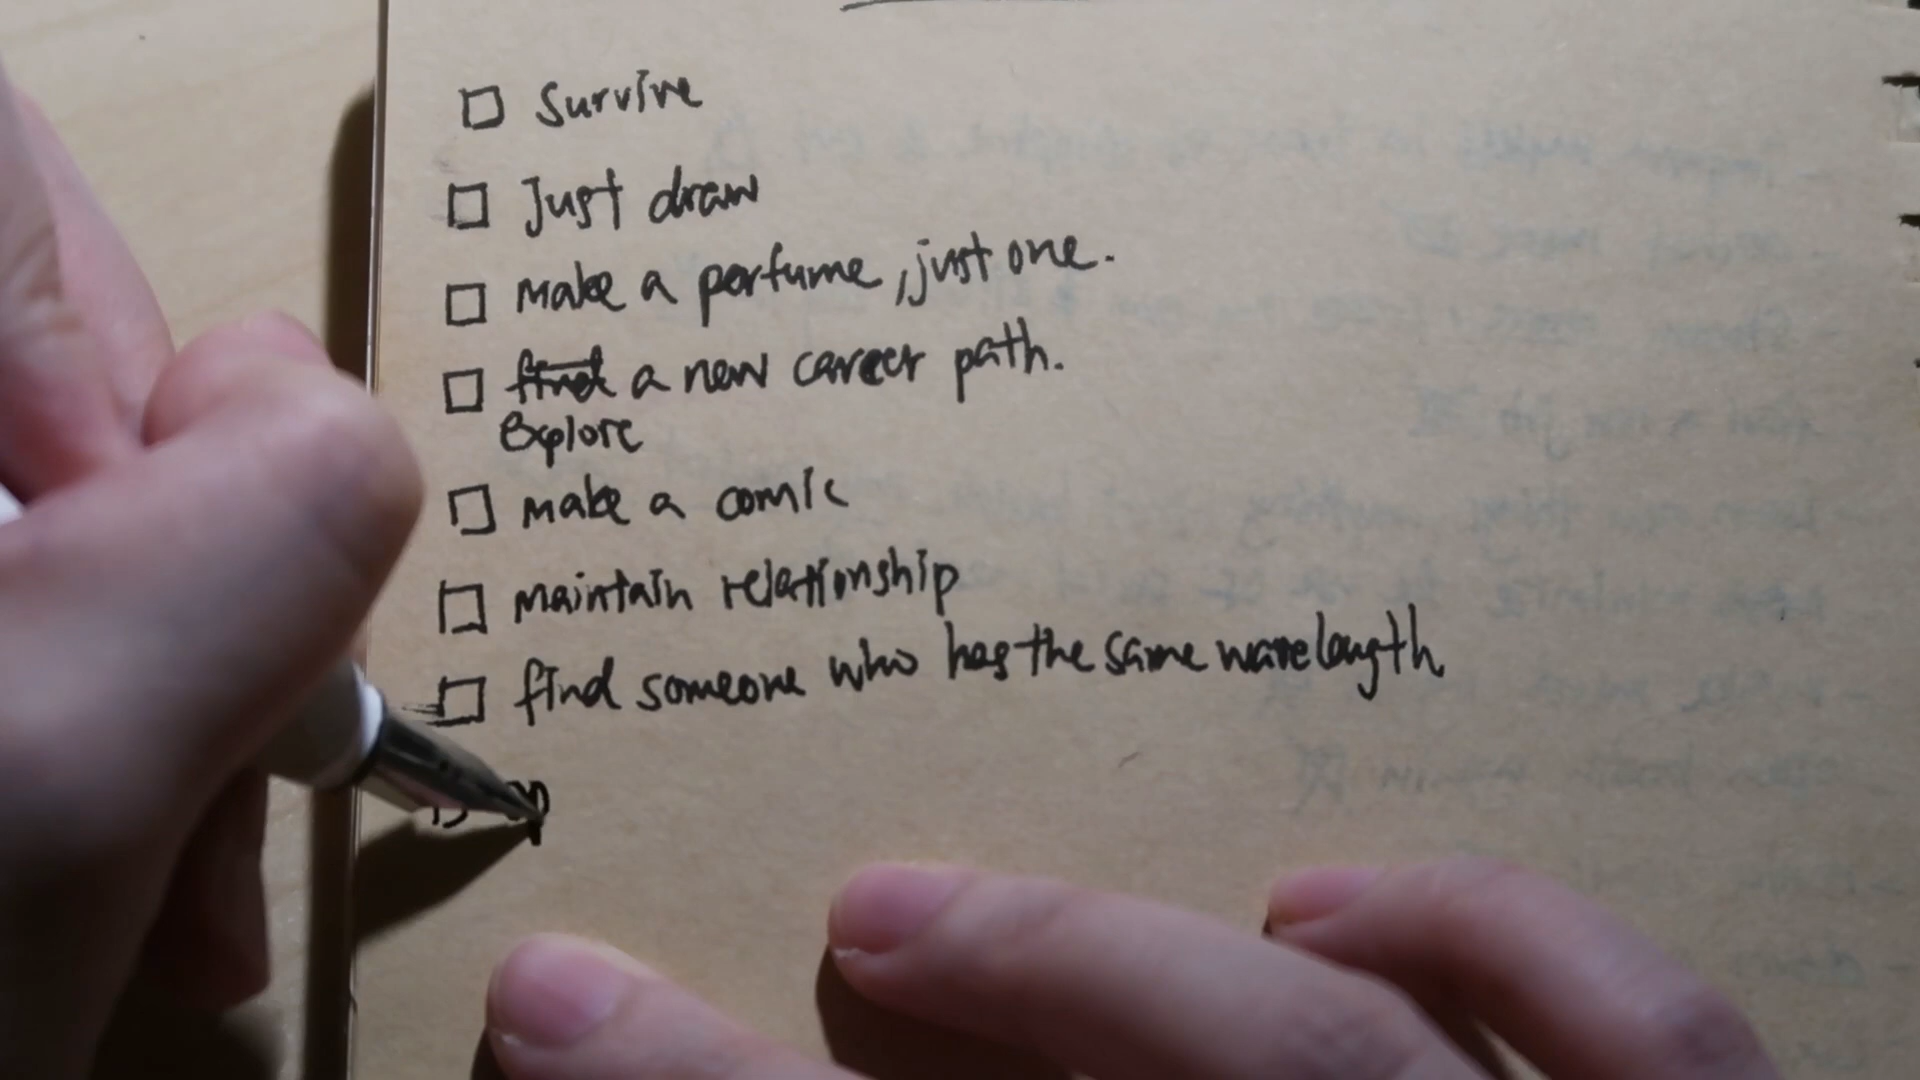 ☐ Survive
☐ Just draw
☐ make a perfume, just one.
☐ ~~find~~ a new career path.
Explore
☐ make a comic
☐ maintain relationship
☐ find someone who has the same wavelength